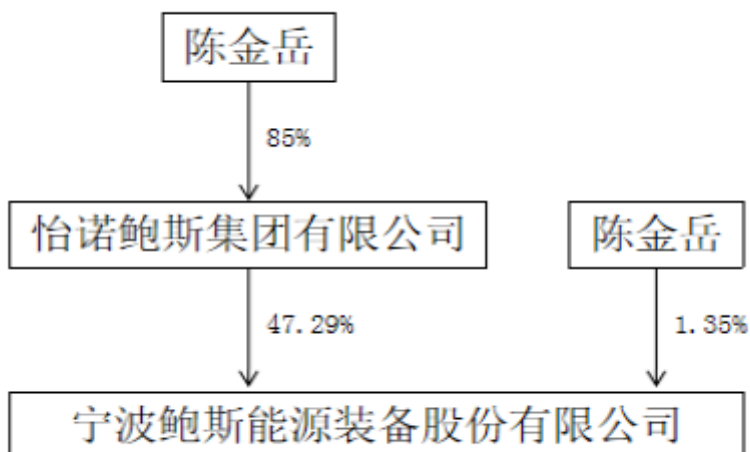 陈金岳
85%
怡诺鲍斯集团有限公司
陈金岳
47.29%
1.35%
宁波鲍斯能源装备股份有限公司